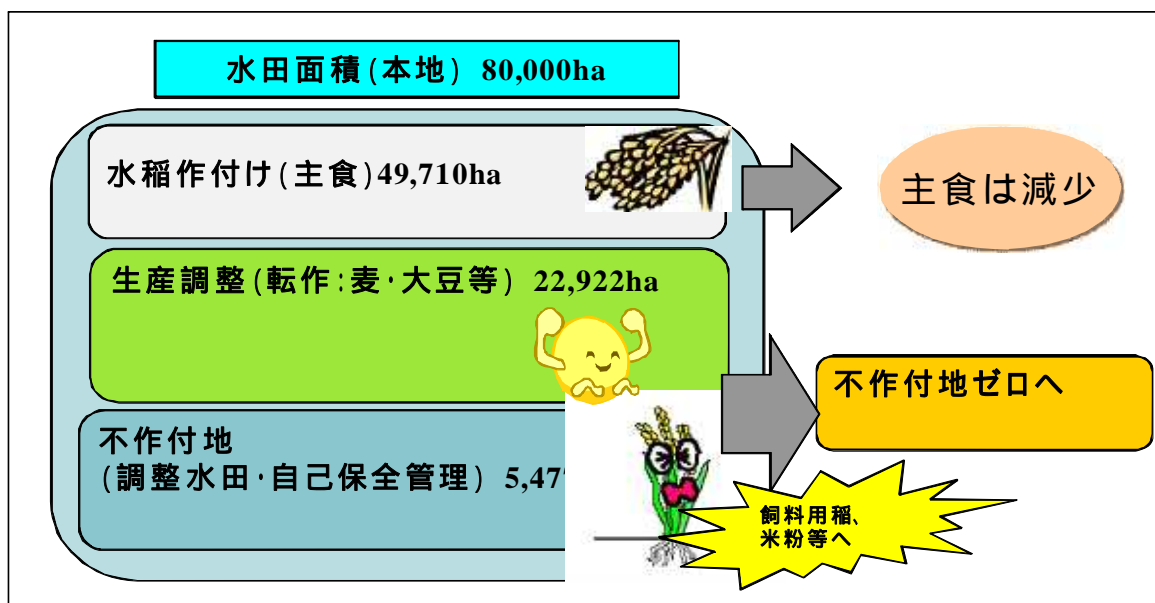 水田面積(本地) 80,000ha
水稲作付け(主食)49,710ha
主食は減少
生産調整(転作:麦・大豆等) 22,922ha
不作付地ゼロへ
不作付地
(調整水田・自己保全管理) 5,47
飼料用稲、
米粉等へ